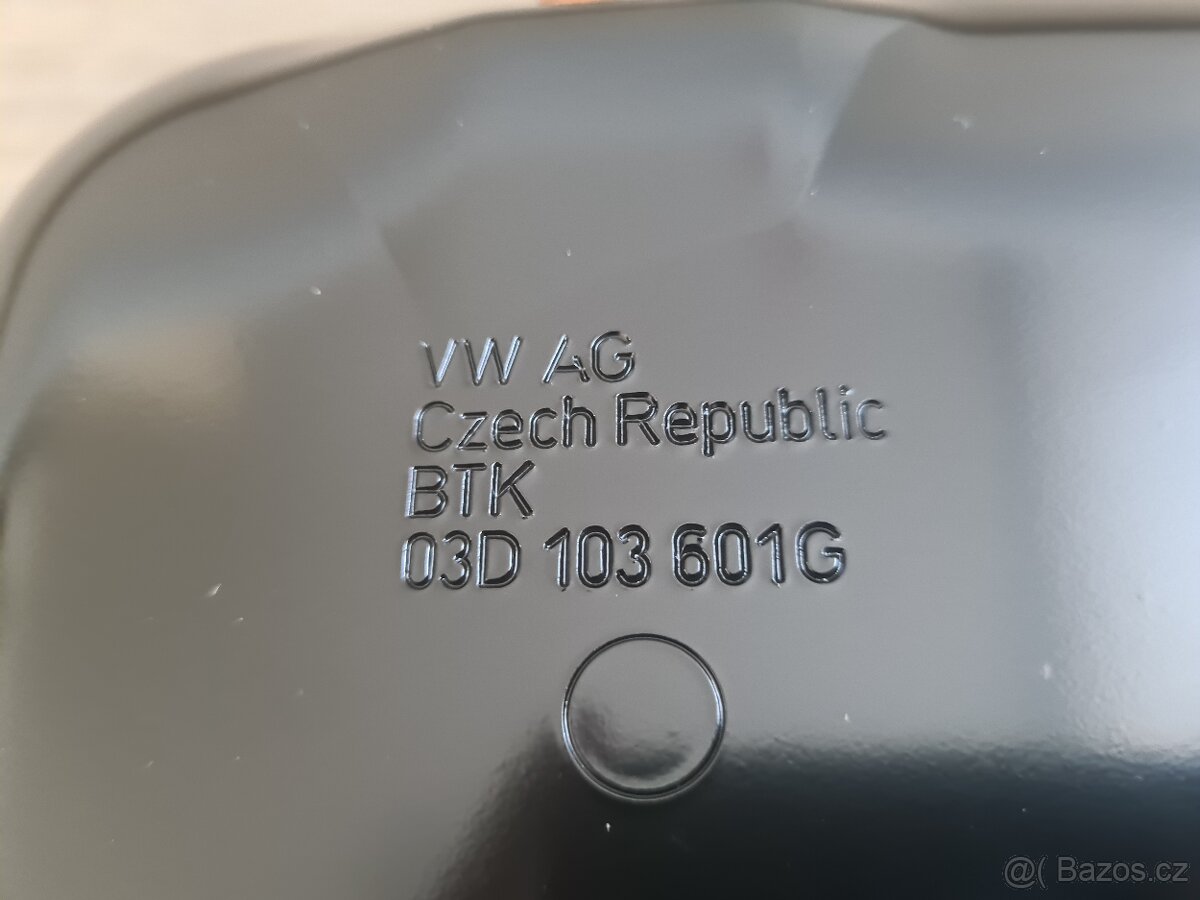 VW AG
Czech Republic
BTK
03D 103 601G
@( Bazos.cz